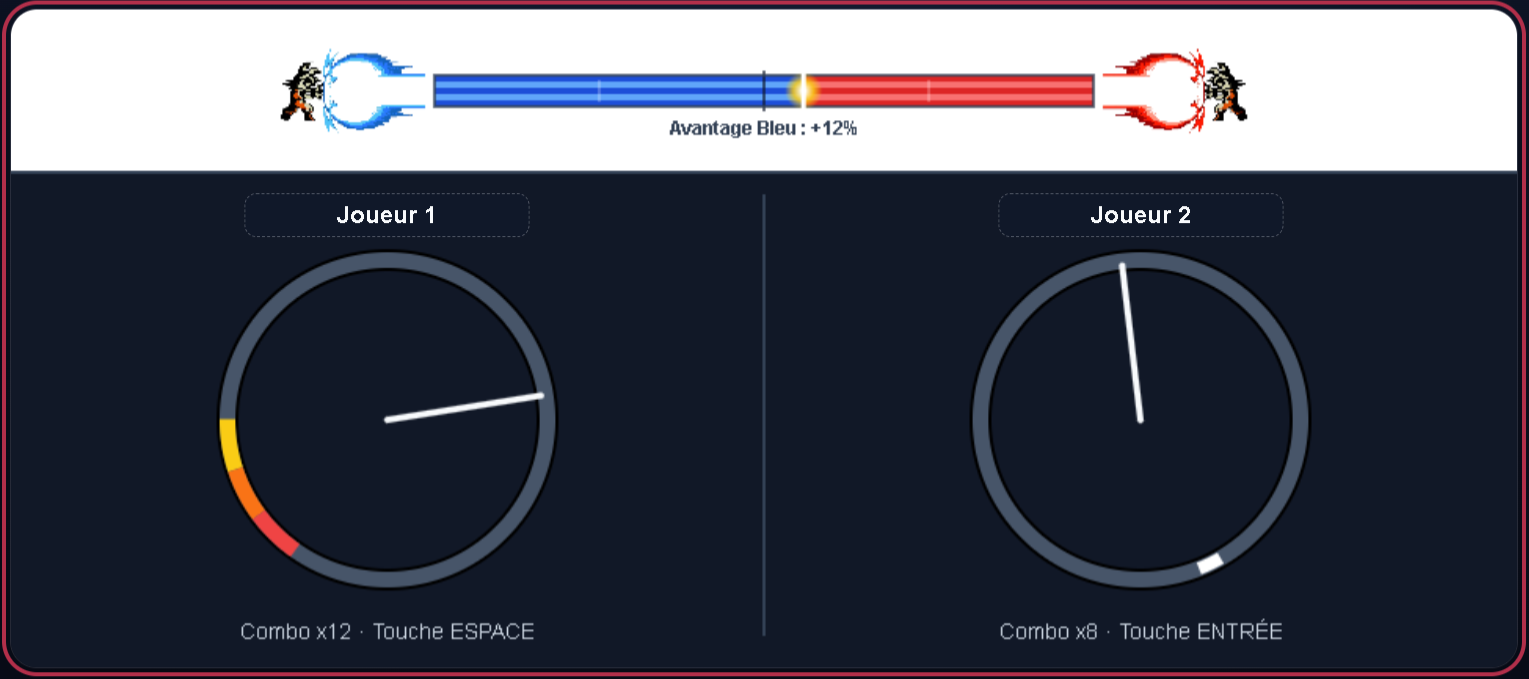 Avantage Bleu : +12%
Joueur 1
Joueur 2
Combo x12 · Touche ESPACE
Combo x8 · Touche ENTRÉE